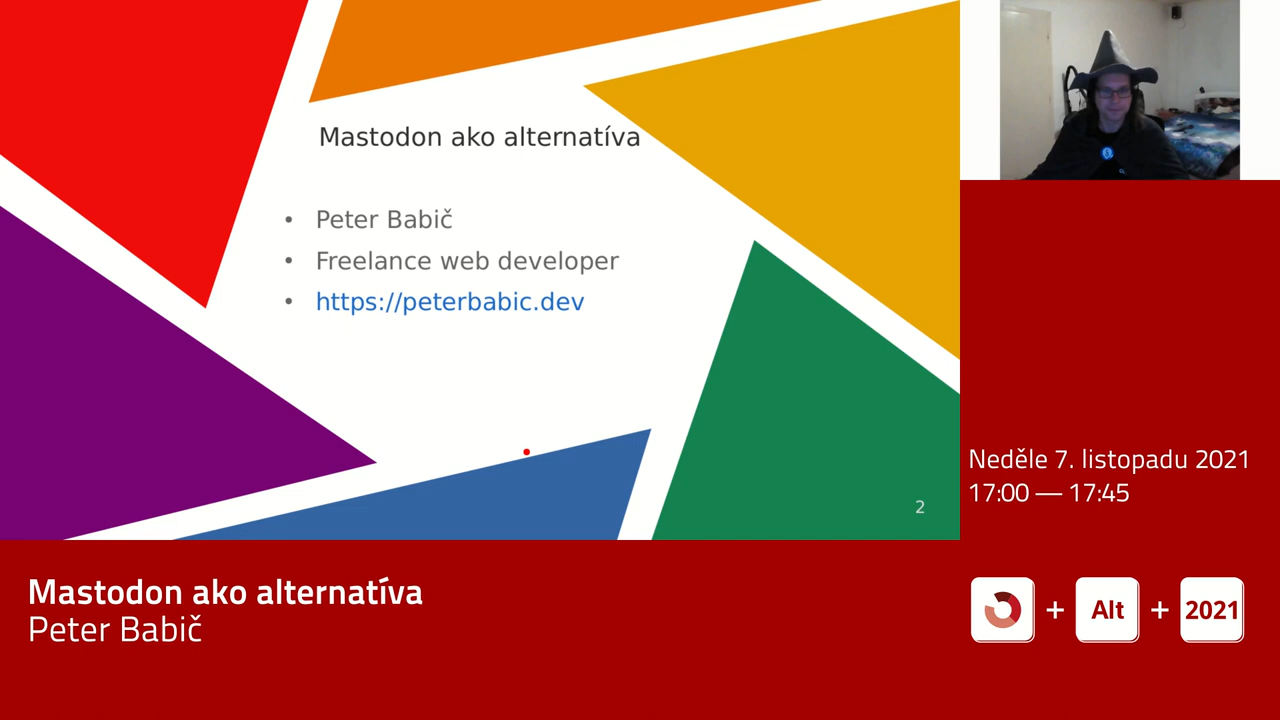 Mastodon ako alternatíva
• Peter Babič
• Freelance web developer
• https://peterbabic.dev
2
Neděle 7. listopadu 2021
17:00 — 17:45
Mastodon ako alternatíva
Peter Babič
+ Alt + 2021